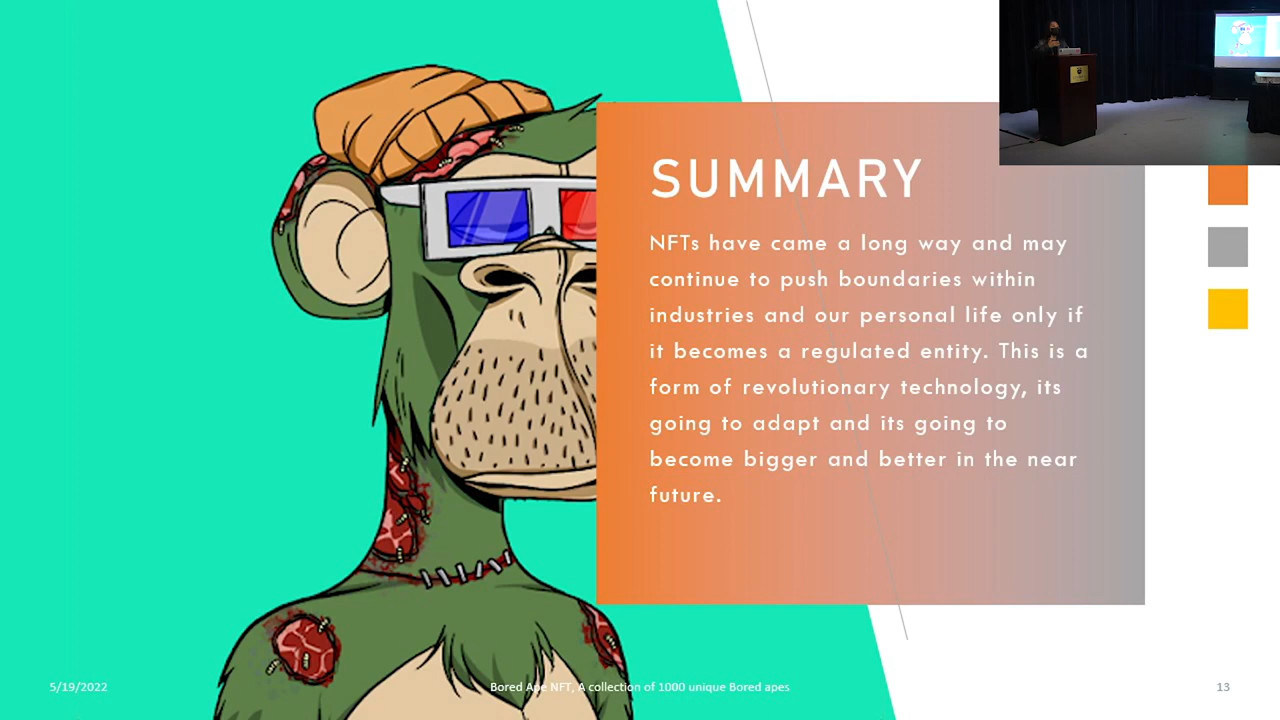 SUMMARY
NFTs have came a long way and may
continue to push boundaries within
industries and our personal life only if
it becomes a regulated entity. This is a
form of revolutionary technology, its
going to adapt and its going to
become bigger and better in the near
future.
5/19/2022
Bored Ape NFT, A collection of 1000 unique Bored apes
13